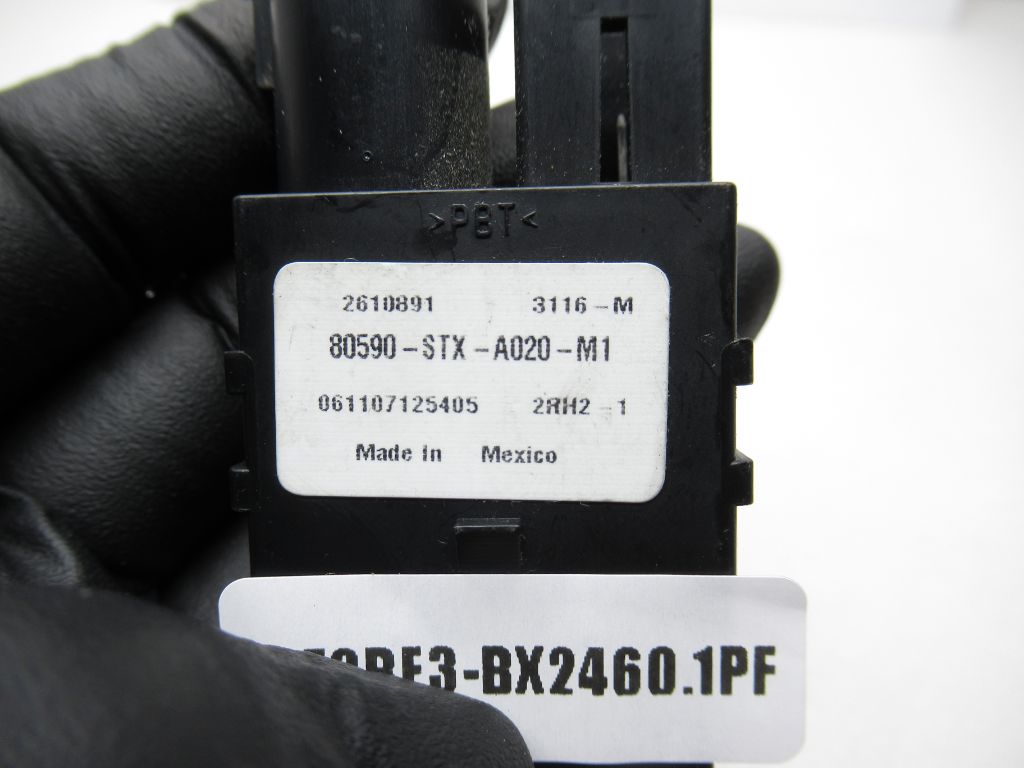 >PBT<
2610891 3116-M
80590-STX-A020-M1
061107125405 2RH2-1
Made In Mexico
BX2460.1PF